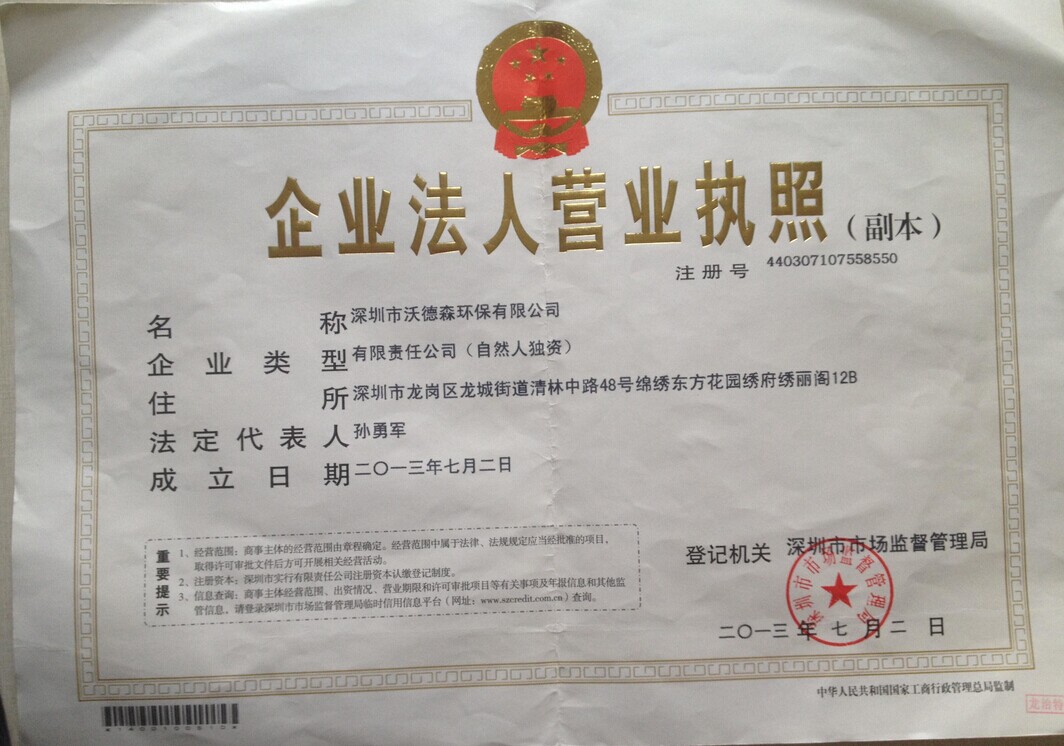 企业法人营业执照（副本）
注册号 440307107558550
名称 深圳市沃德森环保有限公司
企业类型 有限责任公司（自然人独资）
住所 深圳市龙岗区龙城街道清林中路48号绵绣东方花园绣府绣丽阁12B
法定代表人 孙勇军
成立日期 二〇一三年七月二日
重要提示
1、经营范围：商事主体的经营范围由章程确定。经营范围中属于法律、法规规定应当经批准的项目，
取得许可审批文件后方可开展相关经营活动。
2、注册资本：深圳市实行有限责任公司注册资本认缴登记制度。
3、信息查询：商事主体经营范围、出资情况、营业期限和许可审批项目等有关事项及年报信息和其他监
管信息，请登录深圳市市场监督管理局临时信用信息平台（网址：www.szcredit.com.cn）查询。
登记机关 深圳市市场监督管理局
深圳市市场监督管理局
二〇一三年七月二日
中华人民共和国国家工商行政管理总局监制